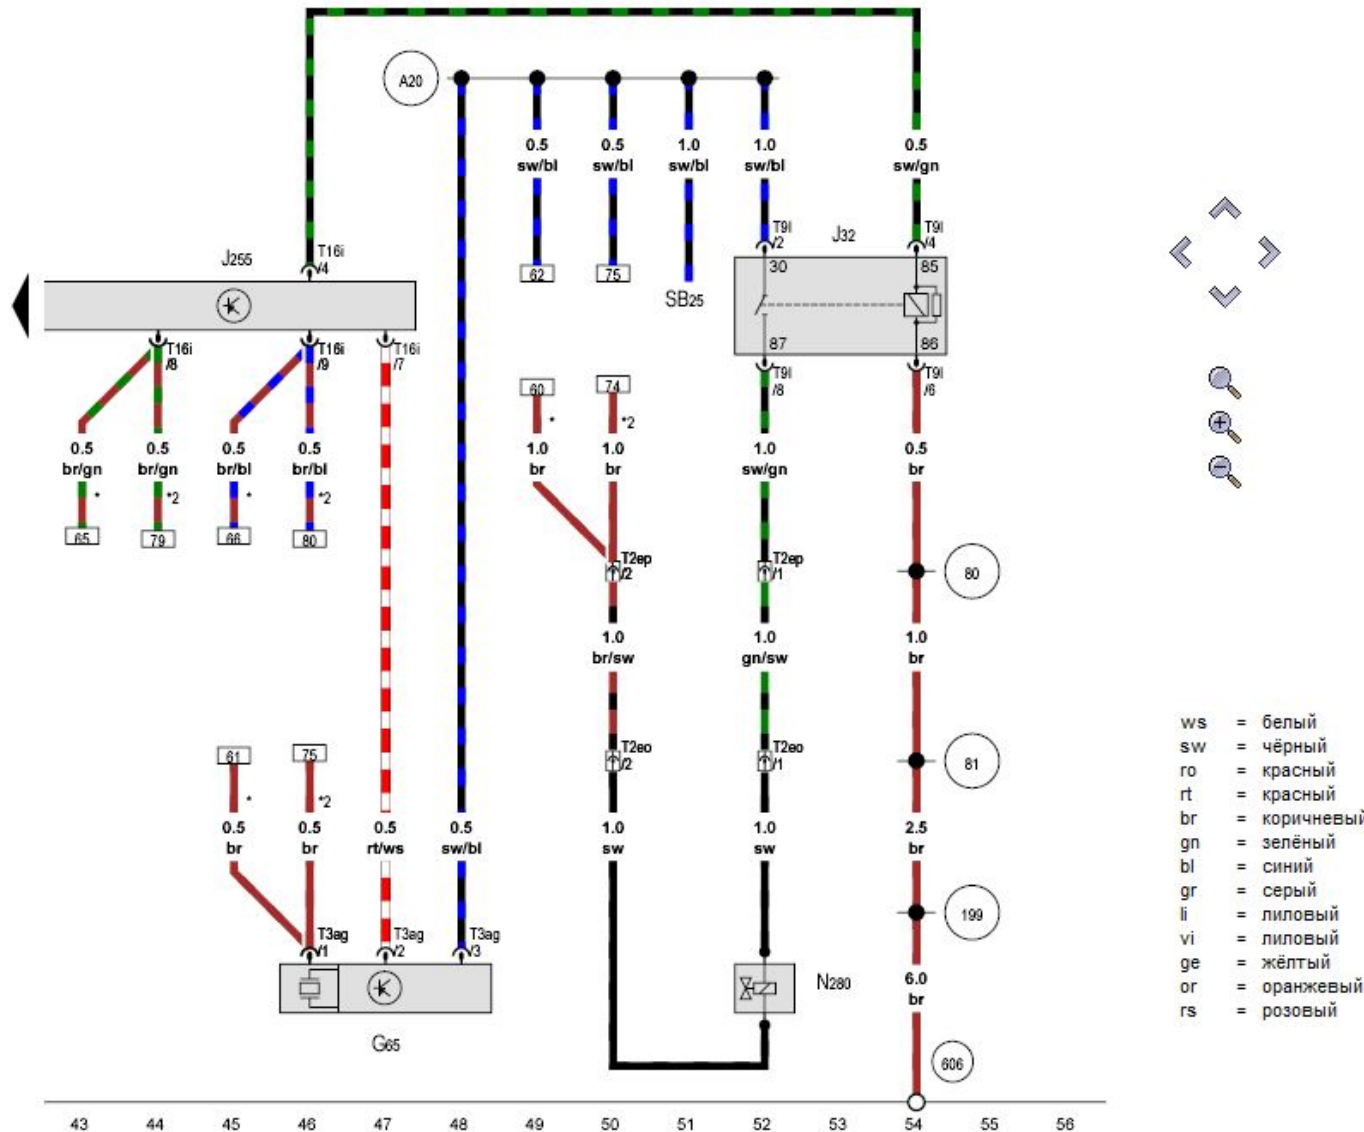 A20
0.5
sw/bl
0.5
sw/bl
1.0
sw/bl
1.0
sw/bl
0.5
sw/gn
J255
T16i
/4
62
75
SB25
T9l
/2
J32
T9l
/4
30
85
87
86
T16i
/8
T16i
/9
T16i
/7
T9l
/8
T9l
/6
60
74
*
*2
0.5
br/gn
0.5
br/gn
0.5
br/bl
0.5
br/bl
1.0
br
1.0
br
1.0
sw/gn
0.5
br
*
*2
*
*2
65
79
66
80
T2ep
/2
T2ep
/1
80
1.0
br/sw
1.0
gn/sw
1.0
br
61
75
T2eo
/2
T2eo
/1
81
*
*2
0.5
br
0.5
br
0.5
rt/ws
0.5
sw/bl
1.0
sw
1.0
sw
2.5
br
199
T3ag
/1
T3ag
/2
T3ag
/3
G65
N280
6.0
br
606
43 44 45 46 47 48 49 50 51 52 53 54 55 56
ws = белый
sw = чёрный
ro = красный
rt = красный
br = коричневый
gn = зелёный
bl = синий
gr = серый
li = лиловый
vi = лиловый
ge = жёлтый
or = оранжевый
rs = розовый